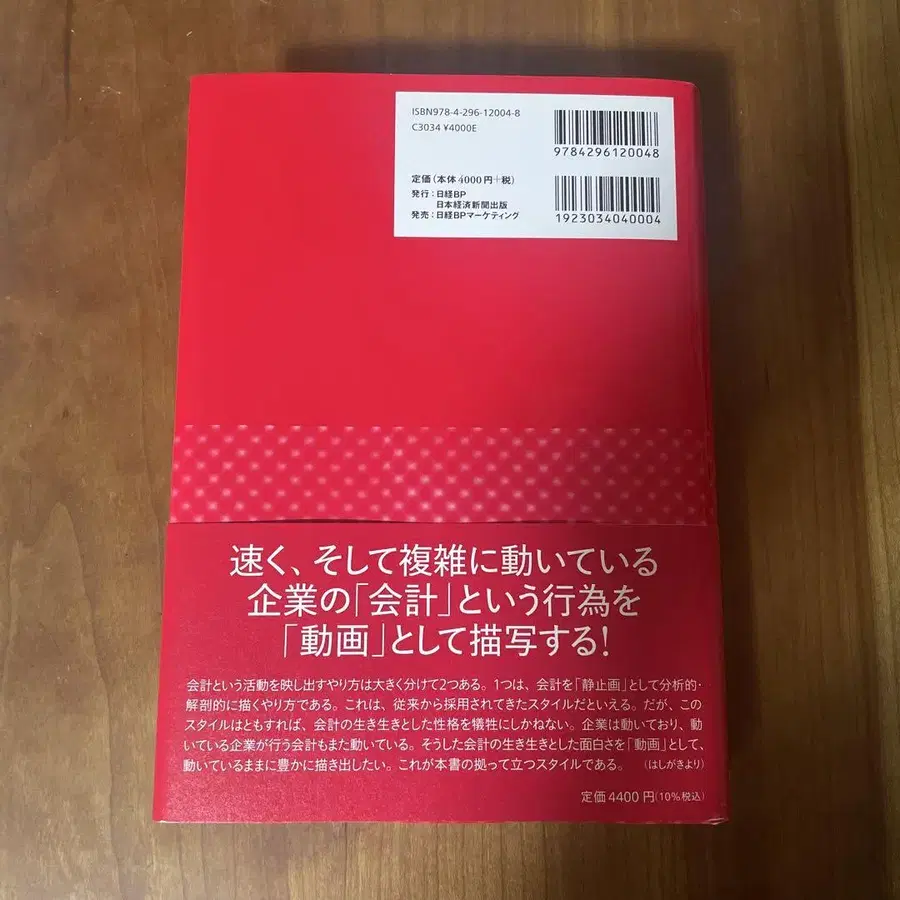 ISBN978-4-296-12004-8
C3034 ¥4000E
9784296120048
定価(本体4000円+税)
発行:日経BP
日本経済新聞出版
発売:日経BPマーケティング
1923034040004
速く、そして複雑に動いている
企業の「会計」という行為を
「動画」として描写する!
会計という活動を映し出すやり方は大きく分けて2つある。1つは、会計を「静止画」として分析的・
解剖的に描くやり方である。これは、従来から採用されてきたスタイルだといえる。だが、この
スタイルはともすれば、会計の生き生きとした性格を犠牲にしかねない。企業は動いており、動
いている企業が行う会計もまた動いている。そうした会計の生き生きとした面白さを「動画」として、
動いているままに豊かに描き出したい。これが本書の拠って立つスタイルである。 (はしがきより)
定価4400円(10%税込)